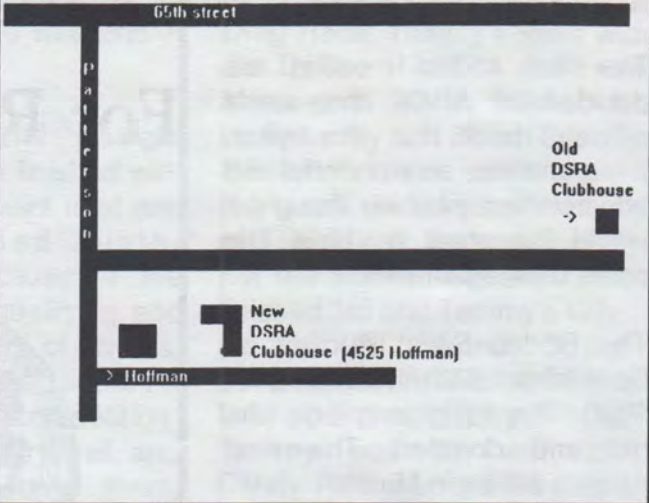 65th street
Patterson
Old
DSRA
Clubhouse
->
New
DSRA
Clubhouse (4525 Hoffman)
> Hoffman